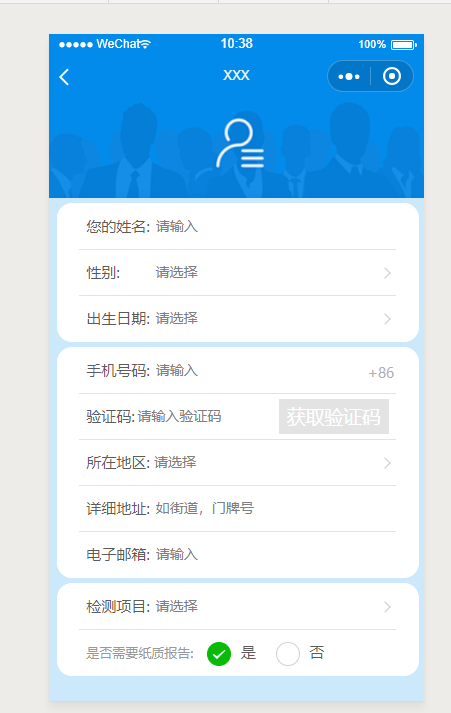 WeChat 10:38 100%
XXX
您的姓名: 请输入
性别: 请选择
出生日期: 请选择
手机号码: 请输入 +86
验证码: 请输入验证码 获取验证码
所在地区: 请选择
详细地址: 如街道，门牌号
电子邮箱: 请输入
检测项目: 请选择
是否需要纸质报告: 是 否